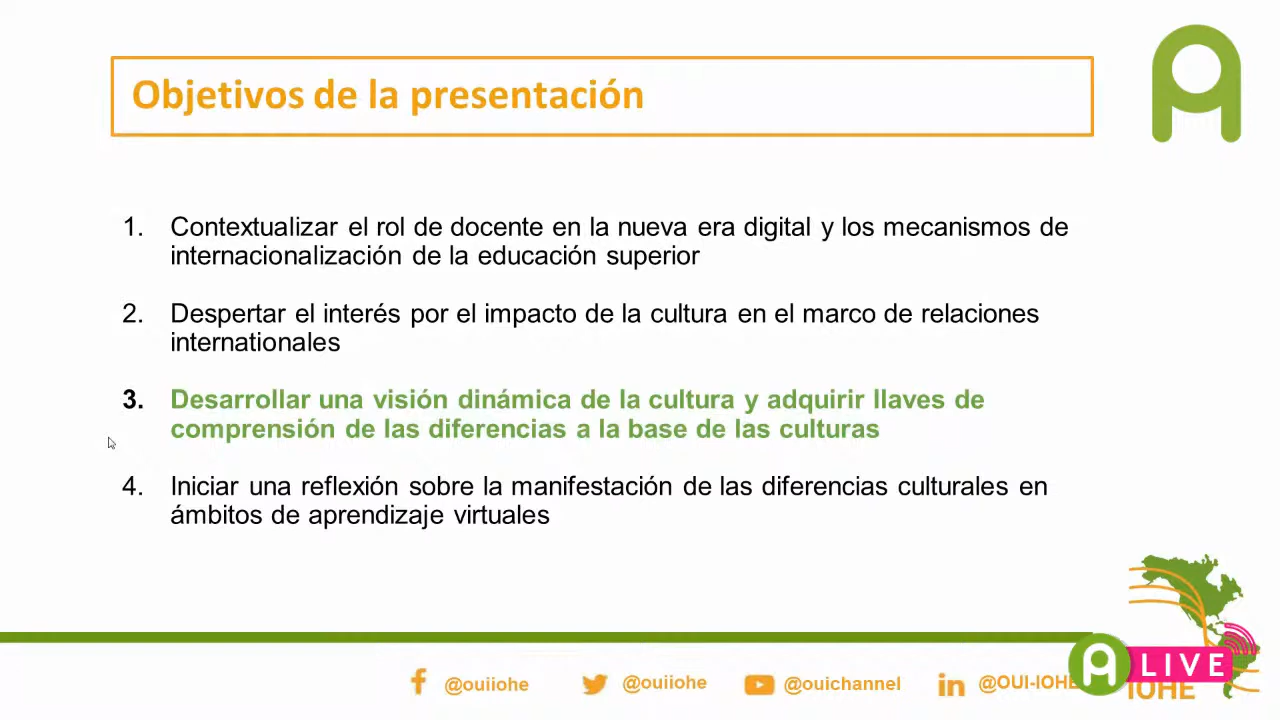 Objetivos de la presentación
1. Contextualizar el rol de docente en la nueva era digital y los mecanismos de
internacionalización de la educación superior
2. Despertar el interés por el impacto de la cultura en el marco de relaciones
internationales
3. Desarrollar una visión dinámica de la cultura y adquirir llaves de
comprensión de las diferencias a la base de las culturas
4. Iniciar una reflexión sobre la manifestación de las diferencias culturales en
ámbitos de aprendizaje virtuales
@ouiiohe
@ouiiohe
@ouichannel
@OUI-IOHE
LIVE
IOHE